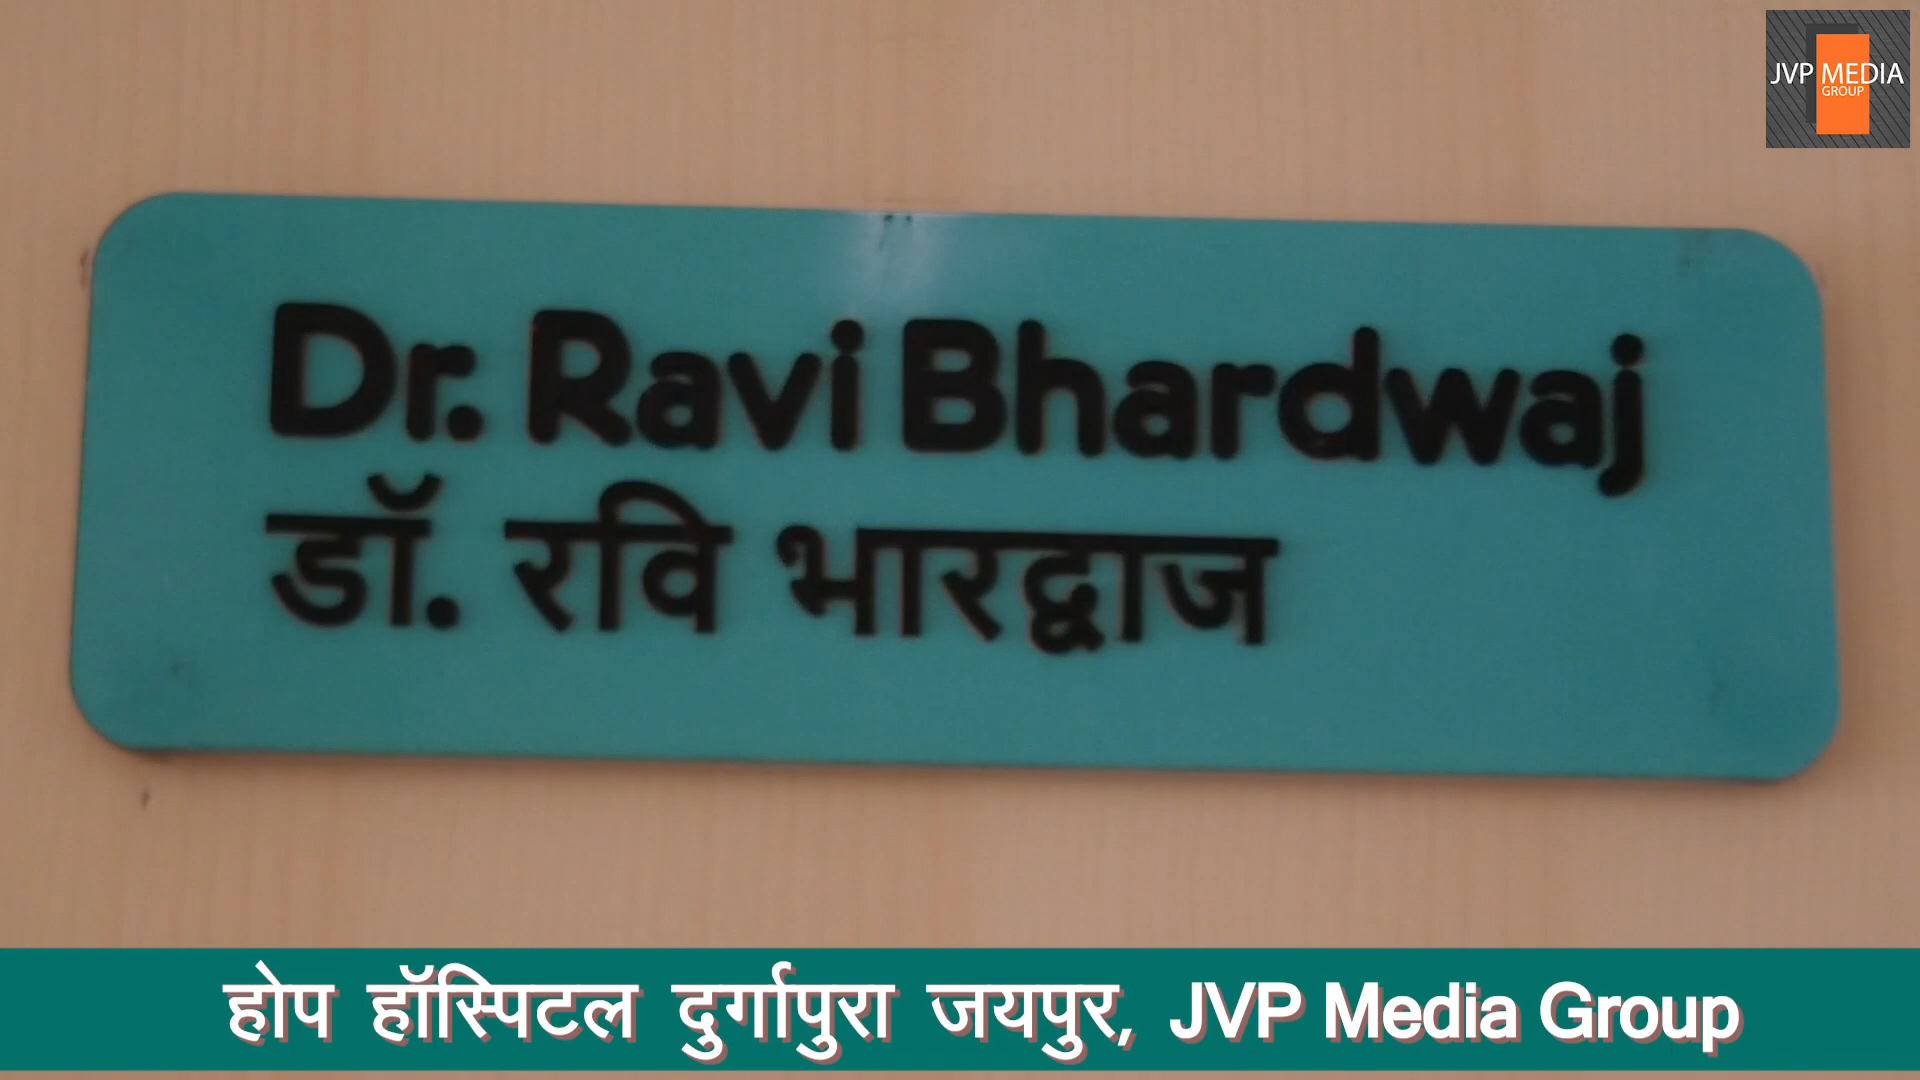 JVP MEDIA
GROUP
Dr. Ravi Bhardwaj
डॉ. रवि भारद्वाज
होप हॉस्पिटल दुर्गापुरा जयपुर, JVP Media Group